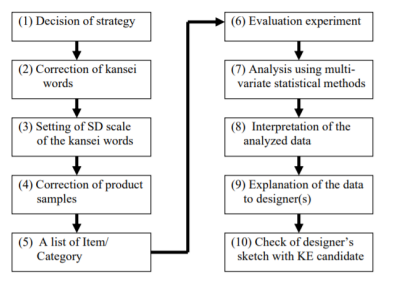 (1) Decision of strategy
(2) Correction of kansei
words
(3) Setting of SD scale
of the kansei words
(4) Correction of product
samples
(5) A list of Item/
Category
(6) Evaluation experiment
(7) Analysis using multi-
variate statistical methods
(8) Interpretation of the
analyzed data
(9) Explanation of the data
to designer(s)
(10) Check of designer's
sketch with KE candidate